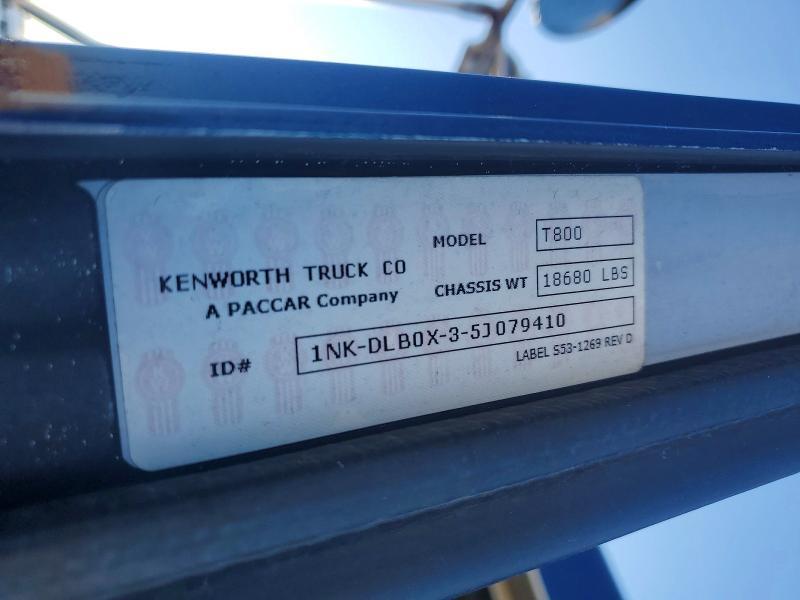 MODEL T800
KENWORTH TRUCK CO
A PACCAR Company
CHASSIS WT 18680 LBS
ID# 1NK-DLB0X-3-5J079410
LABEL S53-1269 REV D